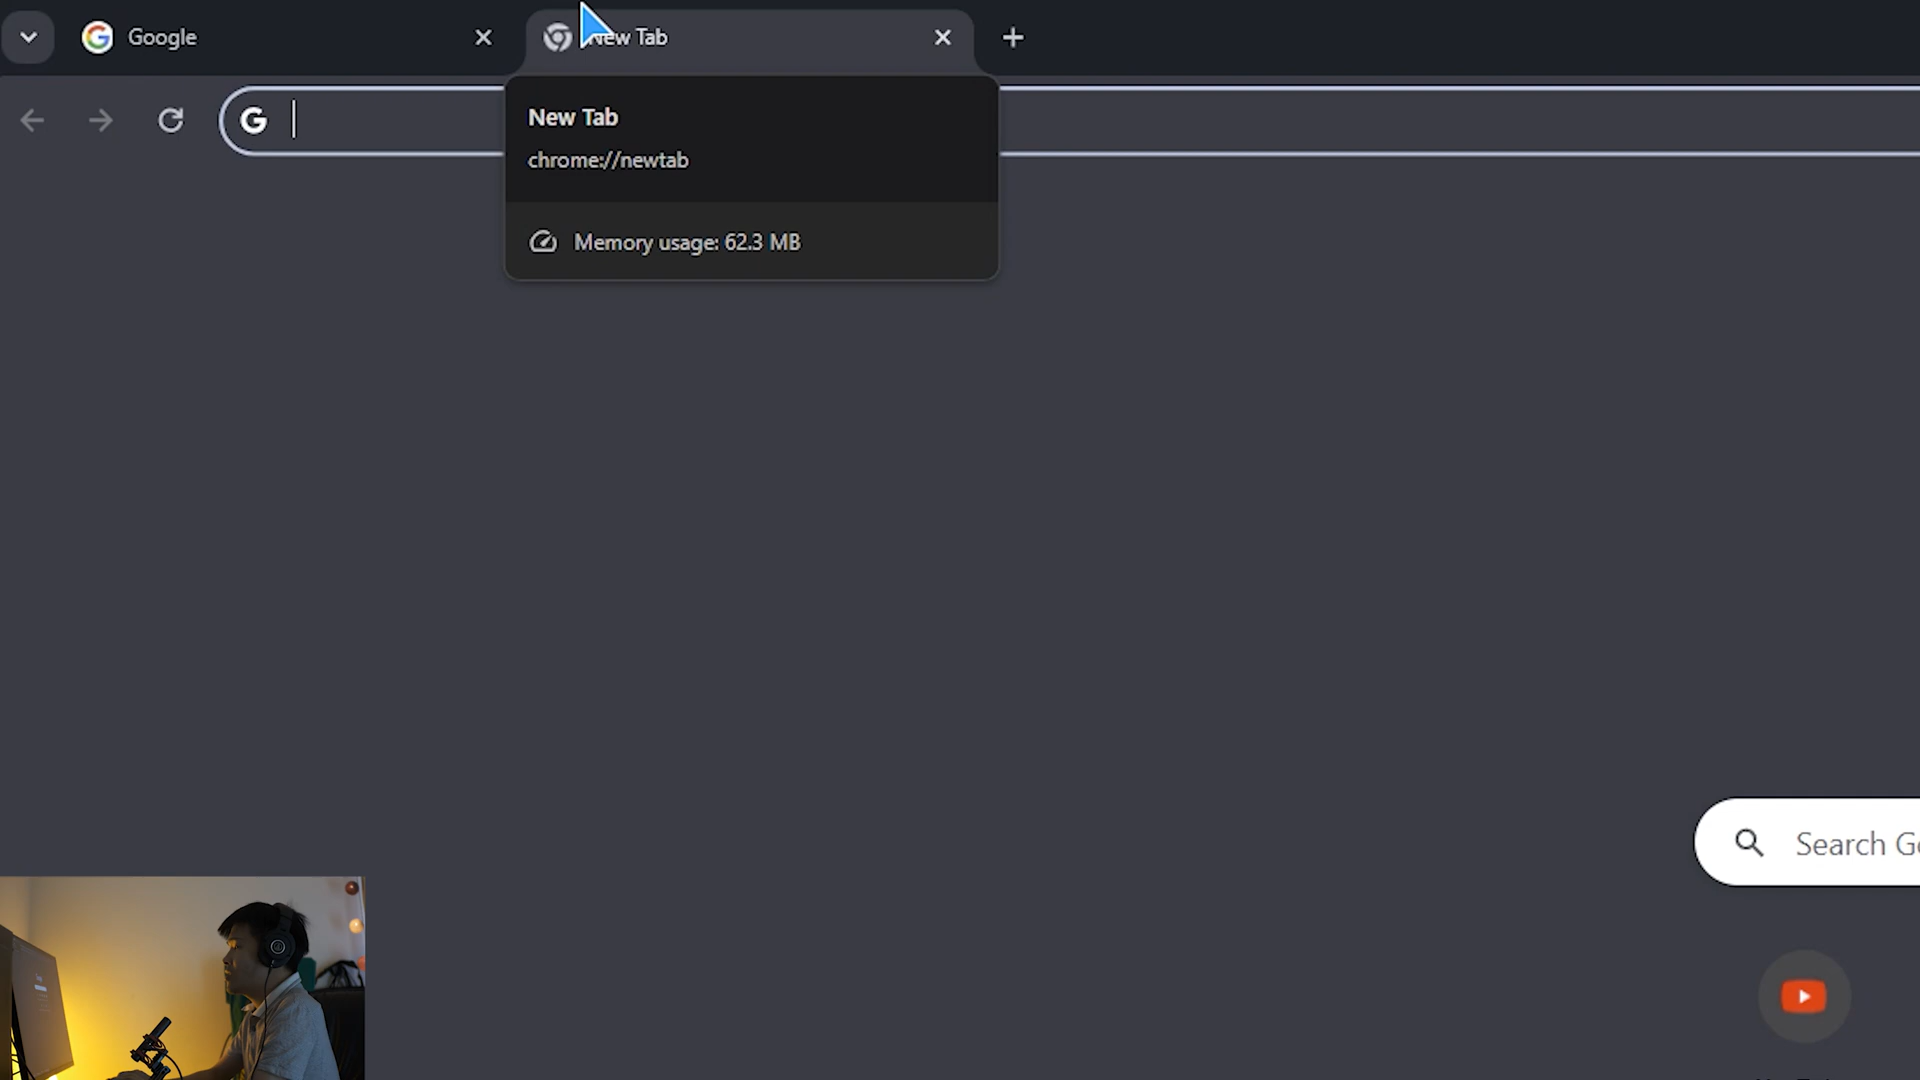 Google
New Tab
New Tab
chrome://newtab
Memory usage: 62.3 MB
Search